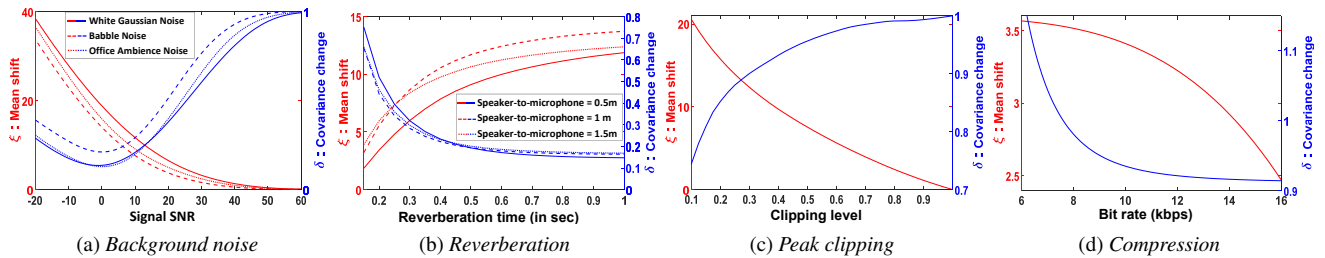 ξ : Mean shift
40
20
0
White Gaussian Noise
Babble Noise
Office Ambience Noise
1
0
-20 -10 0 10 20 30 40 50 60
Signal SNR
(a) Background noise
ξ : Mean shift
15
10
5
0
Speaker-to-microphone = 0.5m
Speaker-to-microphone = 1 m
Speaker-to-microphone = 1.5m
0.8
0.7
0.6
0.5
0.4
0.3
0.2
0.1
0.00
δ : Covariance change
0.2 0.3 0.4 0.5 0.6 0.7 0.8 0.9 1
Reverberation time (in sec)
(b) Reverberation
ξ : Mean shift
20
15
10
5
0
1
0.9
0.8
0.7
δ : Covariance change
0.1 0.2 0.3 0.4 0.5 0.6 0.7 0.8 0.9
Clipping level
(c) Peak clipping
ξ : Mean shift
3.5
3
2.5
1.1
1
0.9
δ : Covariance change
6 8 10 12 14 16
Bit rate (kbps)
(d) Compression